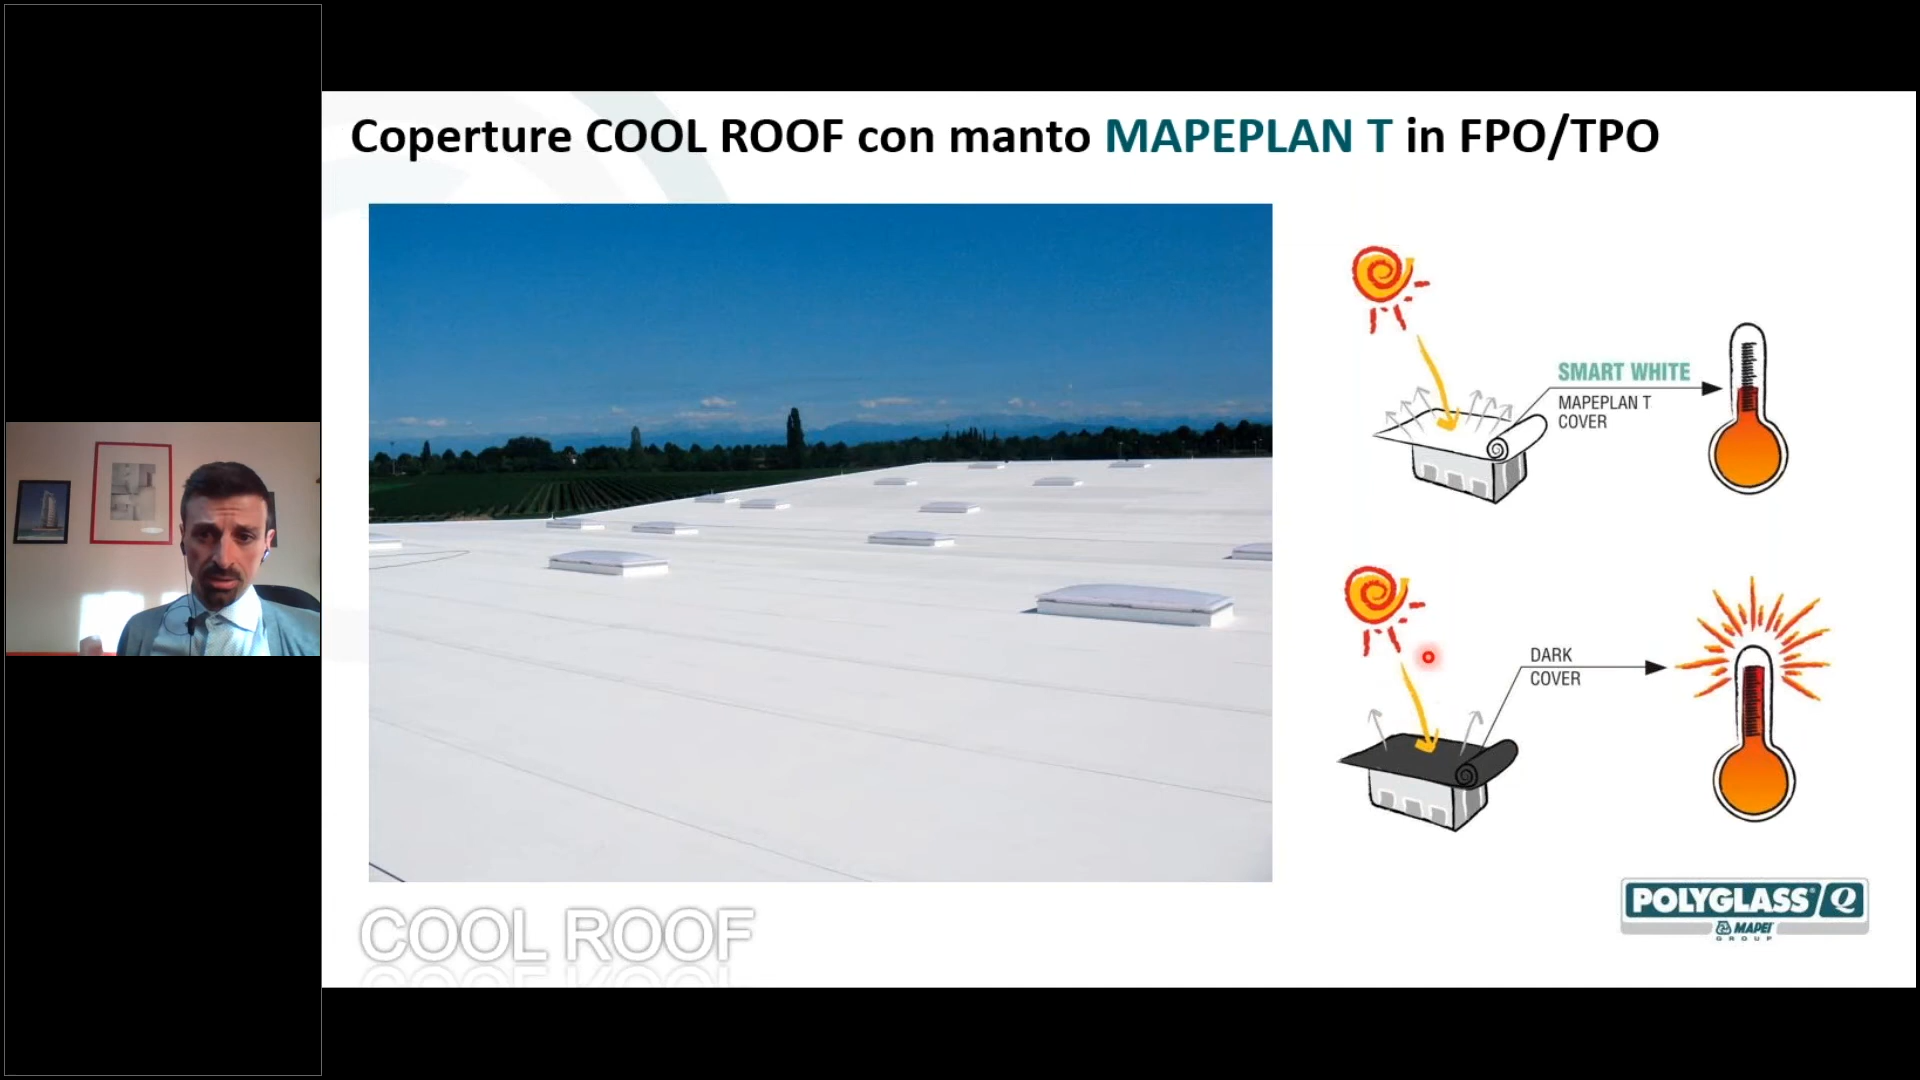 Coperture COOL ROOF con manto MAPEPLAN T in FPO/TPO
SMART WHITE
MAPEPLAN T
COVER
DARK
COVER
COOL ROOF
POLYGLASS Q
MAPEI
GROUP